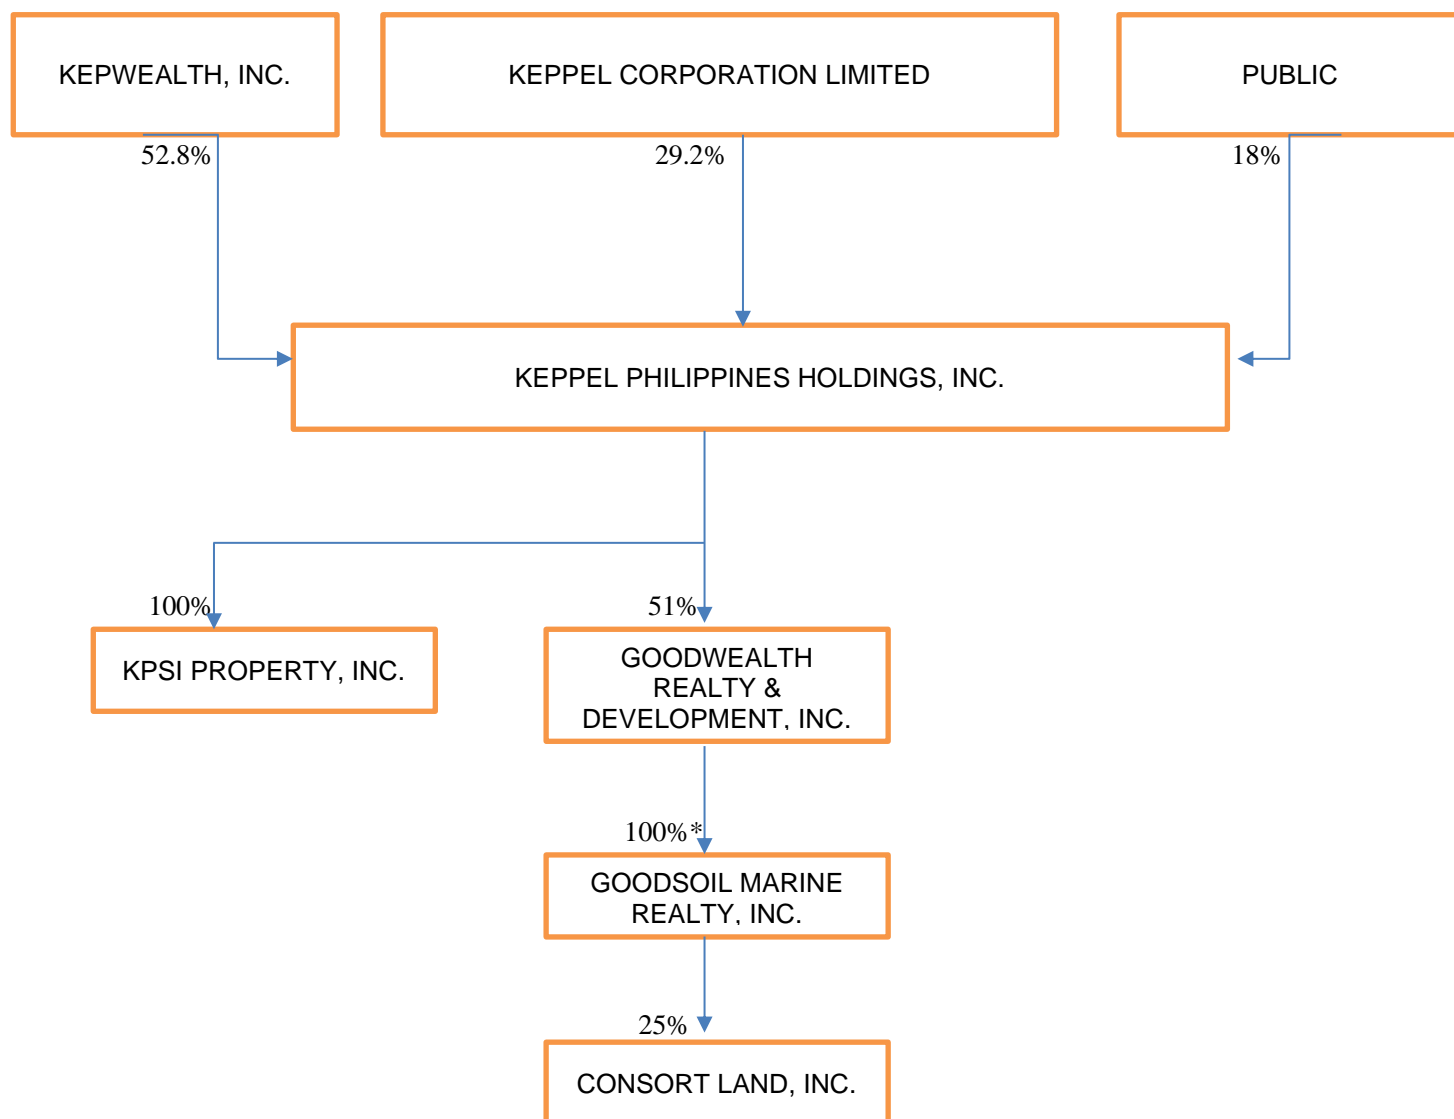 KEPWEALTH, INC.
KEPPEL CORPORATION LIMITED
PUBLIC
52.8%
29.2%
18%
KEPPEL PHILIPPINES HOLDINGS, INC.
100%
51%
KPSI PROPERTY, INC.
GOODWEALTH
REALTY &
DEVELOPMENT, INC.
100%*
GOODSOIL MARINE
REALTY, INC.
25%
CONSORT LAND, INC.